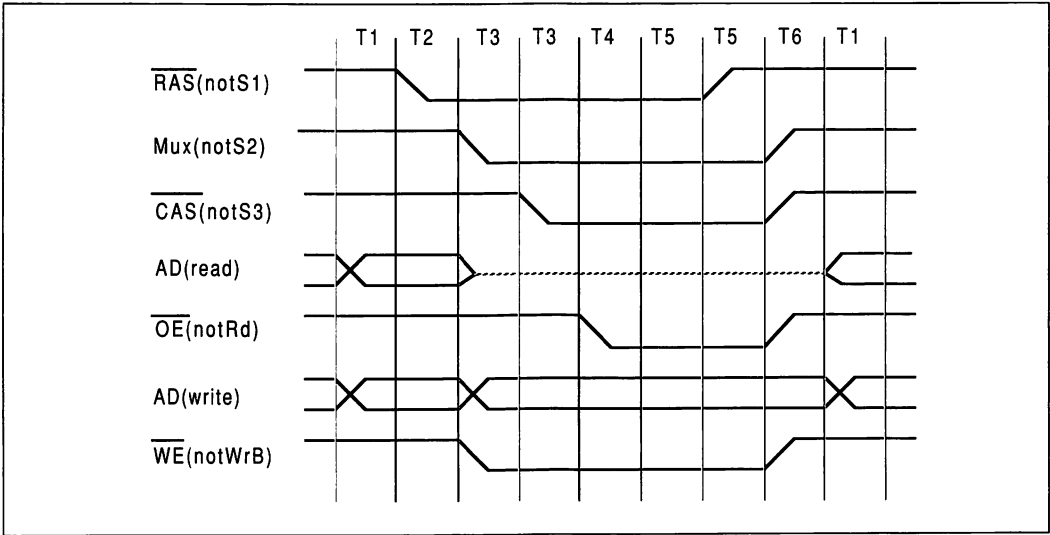 T1 T2 T3 T3 T4 T5 T5 T6 T1
RAS(notS1)
Mux(notS2)
CAS(notS3)
AD(read)
OE(notRd)
AD(write)
WE(notWrB)